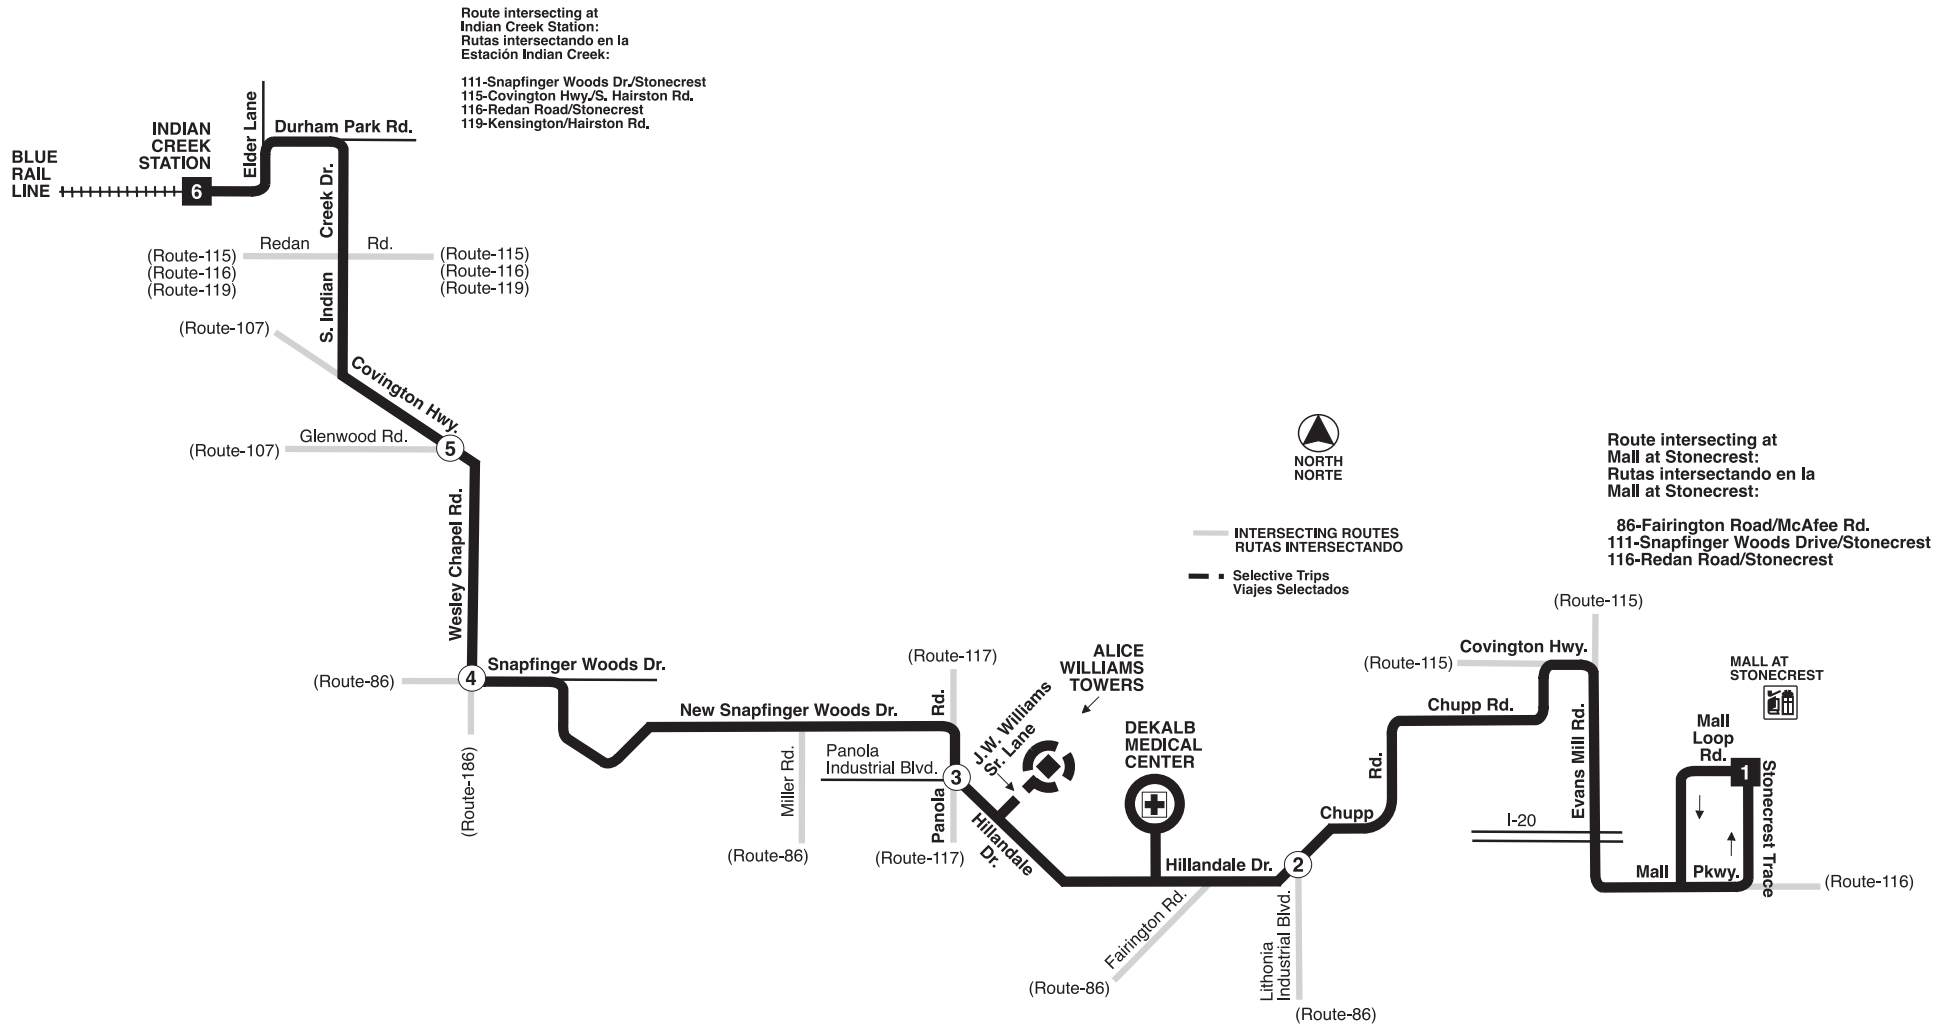 Route intersecting at
Indian Creek Station:
Rutas intersectando en la
Estación Indian Creek:
111-Snapfinger Woods Dr./Stonecrest
115-Covington Hwy./S. Hairston Rd.
116-Redan Road/Stonecrest
119-Kensington/Hairston Rd.
BLUE
RAIL
LINE
INDIAN
CREEK
STATION
6
Elder Lane
Durham Park Rd.
S. Indian Creek Dr.
Redan Rd.
(Route-115)
(Route-116)
(Route-119)
(Route-115)
(Route-116)
(Route-119)
(Route-107)
Covington Hwy.
Glenwood Rd.
(Route-107)
5
Wesley Chapel Rd.
NORTH
NORTE
INTERSECTING ROUTES
RUTAS INTERSECTANDO
Selective Trips
Viajes Selectados
Route intersecting at
Mall at Stonecrest:
Rutas intersectando en la
Mall at Stonecrest:
86-Fairington Road/McAfee Rd.
111-Snapfinger Woods Drive/Stonecrest
116-Redan Road/Stonecrest
(Route-86)
4
Snapfinger Woods Dr.
(Route-186)
New Snapfinger Woods Dr.
Miller Rd.
(Route-86)
(Route-117)
Panola Rd.
Panola
Industrial Blvd.
3
(Route-117)
J.W. Williams
Sr. Lane
ALICE
WILLIAMS
TOWERS
Hillandale
Dr.
DEKALB
MEDICAL
CENTER
Hillandale Dr.
Fairington Rd.
(Route-86)
2
Lithonia
Industrial Blvd.
(Route-86)
Chupp Rd.
Chupp Rd.
(Route-115)
Covington Hwy.
(Route-115)
Evans Mill Rd.
I-20
MALL AT
STONECREST
Mall
Loop
Rd.
1
Stonecrest Trace
Mall Pkwy.
(Route-116)